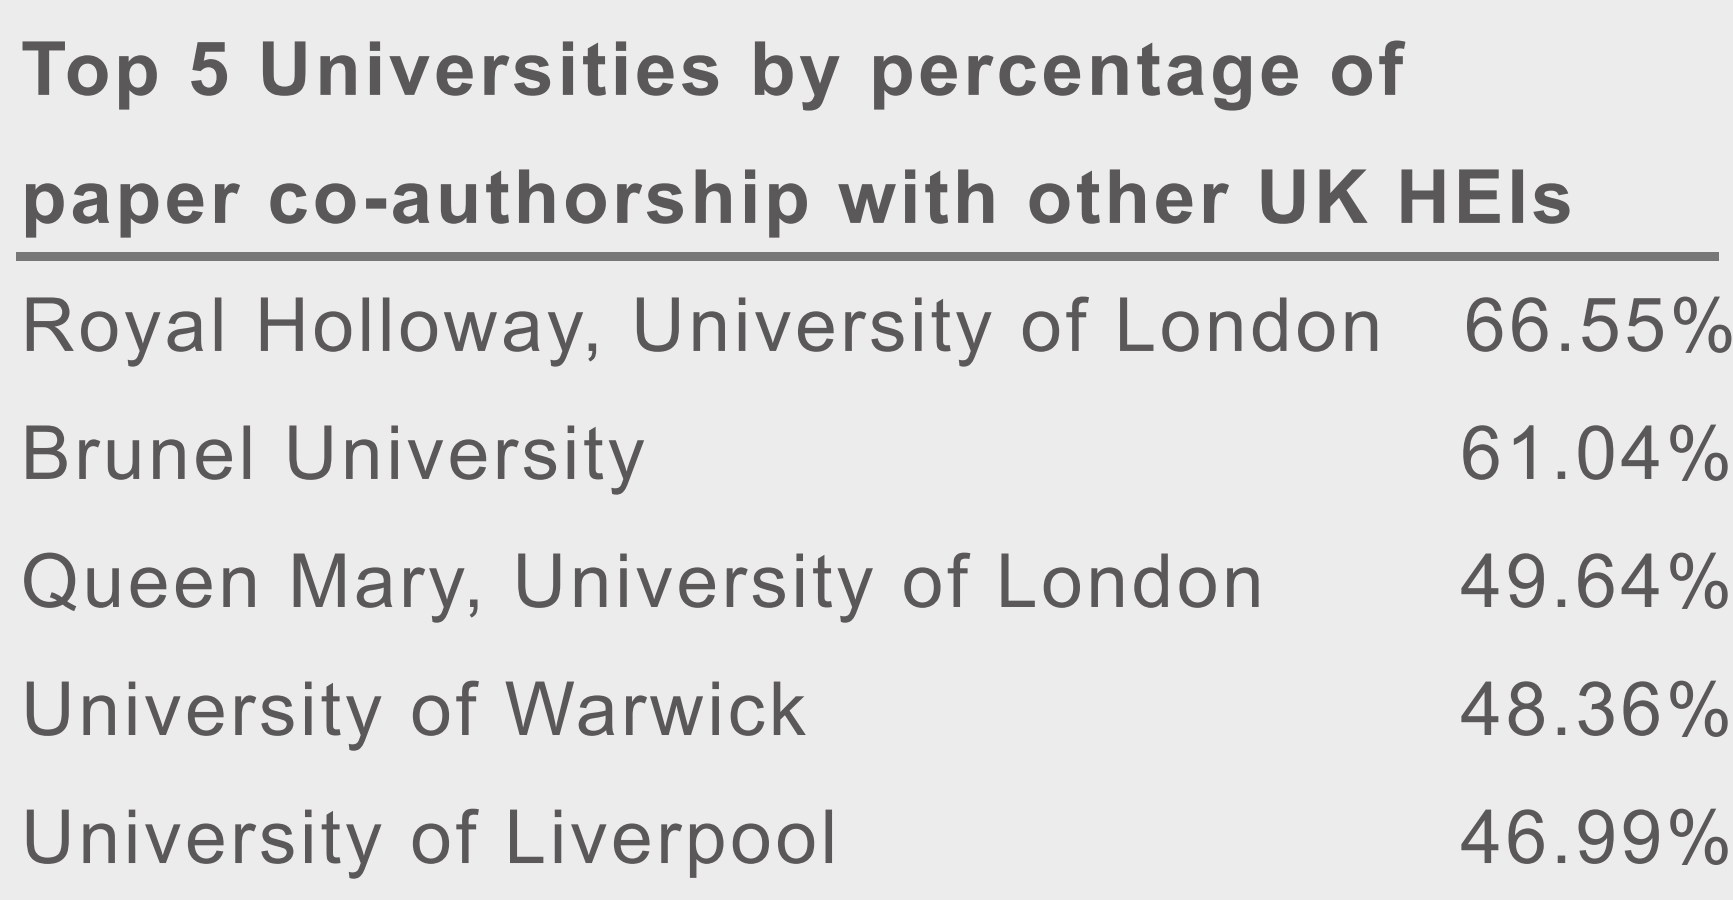 Top 5 Universities by percentage of
paper co-authorship with other UK HEIs
Royal Holloway, University of London 66.55%
Brunel University 61.04%
Queen Mary, University of London 49.64%
University of Warwick 48.36%
University of Liverpool 46.99%